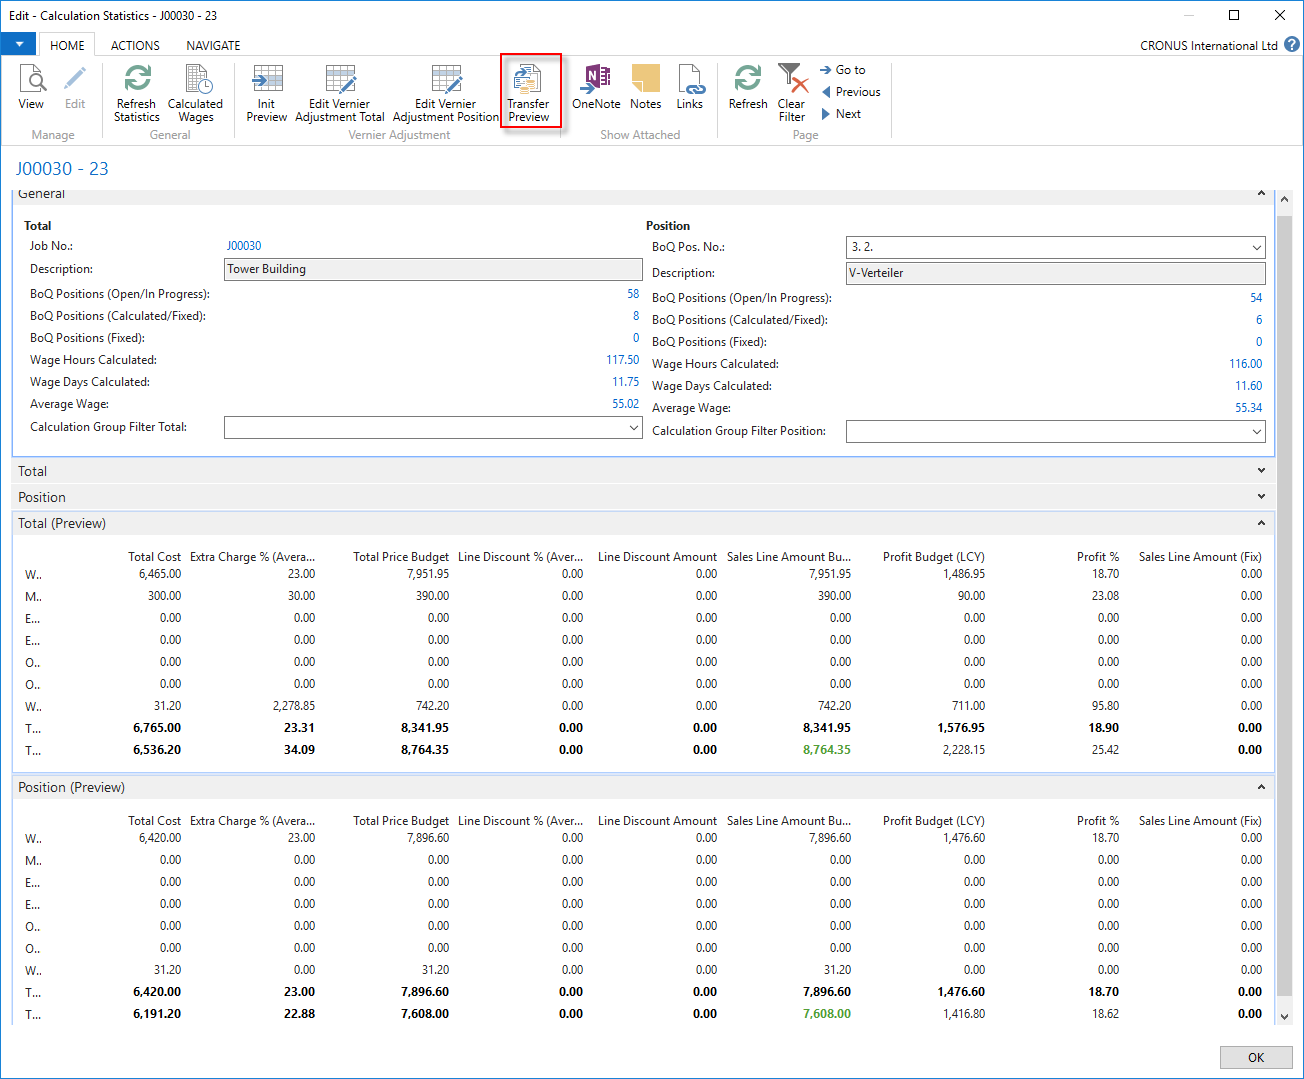 Edit - Calculation Statistics - J00030 - 23
HOME ACTIONS NAVIGATE CRONUS International Ltd ?
View Edit Refresh Statistics Calculated Wages Init Preview Edit Vernier Adjustment Total Edit Vernier Adjustment Position Transfer Preview OneNote Notes Links Refresh Clear Filter Go to Previous Next
Manage General Vernier Adjustment Show Attached Page
J00030 - 23
General
Total Position
Job No.: J00030 BoQ Pos. No.: 3. 2.
Description: Tower Building Description: V-Verteiler
BoQ Positions (Open/In Progress): 58 BoQ Positions (Open/In Progress): 54
BoQ Positions (Calculated/Fixed): 8 BoQ Positions (Calculated/Fixed): 6
BoQ Positions (Fixed): 0 BoQ Positions (Fixed): 0
Wage Hours Calculated: 117.50 Wage Hours Calculated: 116.00
Wage Days Calculated: 11.75 Wage Days Calculated: 11.60
Average Wage: 55.02 Average Wage: 55.34
Calculation Group Filter Total: Calculation Group Filter Position:
Total
Position
Total (Preview)
Total Cost Extra Charge % (Avera... Total Price Budget Line Discount % (Aver... Line Discount Amount Sales Line Amount Bu... Profit Budget (LCY) Profit % Sales Line Amount (Fix)
W.. 6,465.00 23.00 7,951.95 0.00 0.00 7,951.95 1,486.95 18.70 0.00
M.. 300.00 30.00 390.00 0.00 0.00 390.00 90.00 23.08 0.00
E... 0.00 0.00 0.00 0.00 0.00 0.00 0.00 0.00 0.00
E... 0.00 0.00 0.00 0.00 0.00 0.00 0.00 0.00 0.00
O.. 0.00 0.00 0.00 0.00 0.00 0.00 0.00 0.00 0.00
O.. 0.00 0.00 0.00 0.00 0.00 0.00 0.00 0.00 0.00
W.. 31.20 2,278.85 742.20 0.00 0.00 742.20 711.00 95.80 0.00
T... 6,765.00 23.31 8,341.95 0.00 0.00 8,341.95 1,576.95 18.90 0.00
T... 6,536.20 34.09 8,764.35 0.00 0.00 8,764.35 2,228.15 25.42 0.00
Position (Preview)
Total Cost Extra Charge % (Avera... Total Price Budget Line Discount % (Aver... Line Discount Amount Sales Line Amount Bu... Profit Budget (LCY) Profit % Sales Line Amount (Fix)
W.. 6,420.00 23.00 7,896.60 0.00 0.00 7,896.60 1,476.60 18.70 0.00
M.. 0.00 0.00 0.00 0.00 0.00 0.00 0.00 0.00 0.00
E... 0.00 0.00 0.00 0.00 0.00 0.00 0.00 0.00 0.00
E... 0.00 0.00 0.00 0.00 0.00 0.00 0.00 0.00 0.00
O.. 0.00 0.00 0.00 0.00 0.00 0.00 0.00 0.00 0.00
O.. 0.00 0.00 0.00 0.00 0.00 0.00 0.00 0.00 0.00
W.. 31.20 0.00 31.20 0.00 0.00 31.20 0.00 0.00 0.00
T... 6,420.00 23.00 7,896.60 0.00 0.00 7,896.60 1,476.60 18.70 0.00
T... 6,191.20 22.88 7,608.00 0.00 0.00 7,608.00 1,416.80 18.62 0.00
OK